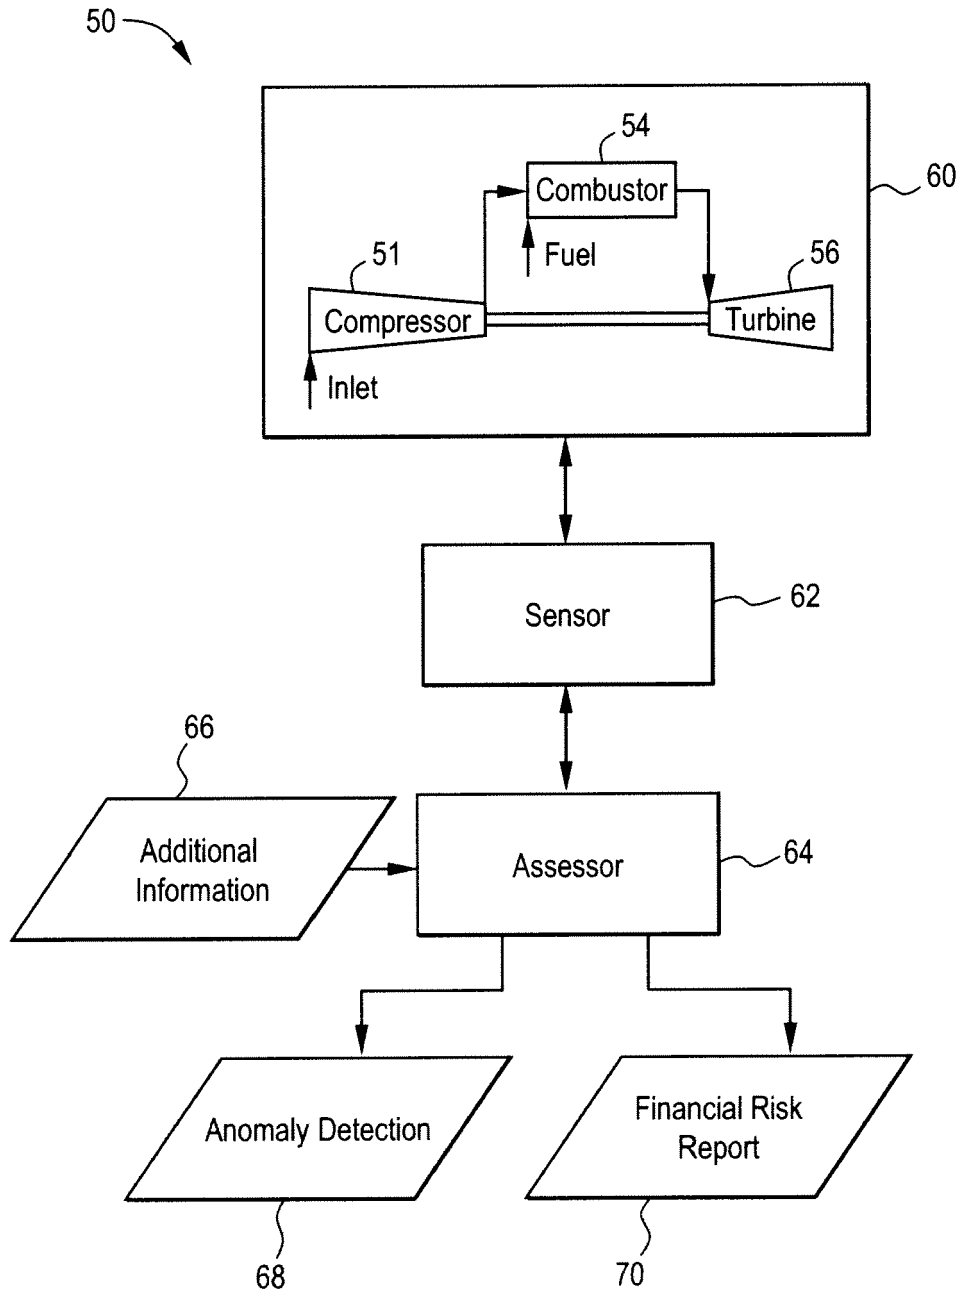 50
54
Combustor
60
Fuel
51
56
Compressor
Turbine
Inlet
Sensor
62
66
Additional
Information
Assessor
64
Anomaly Detection
Financial Risk
Report
68
70